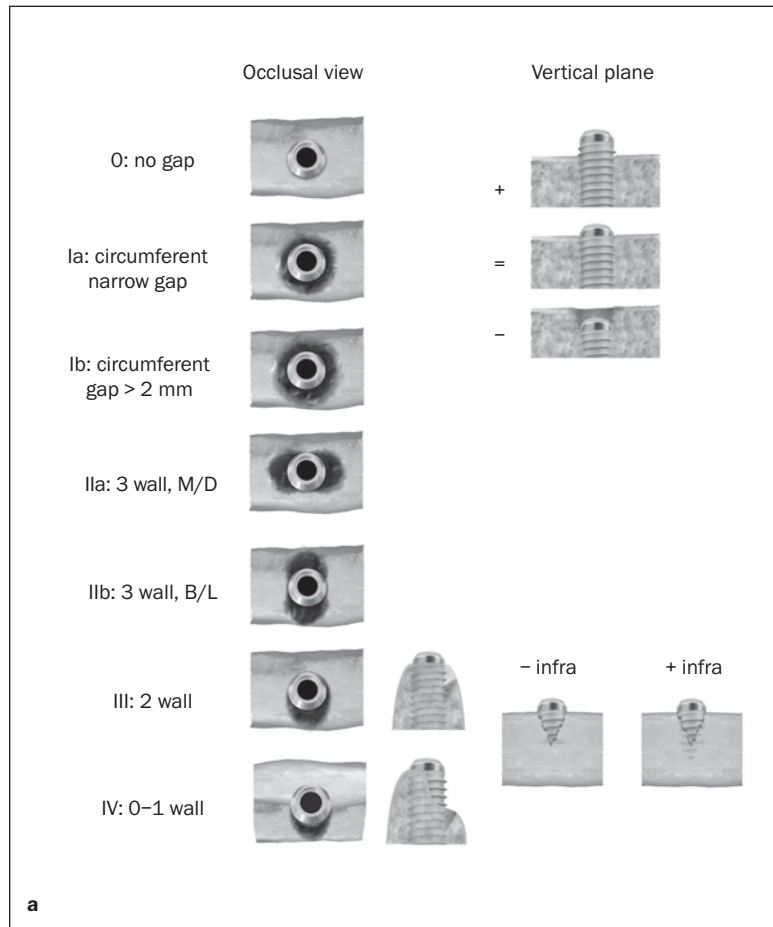 Occlusal view
Vertical plane
0: no gap
+
Ia: circumferent
narrow gap
=
–
Ib: circumferent
gap > 2 mm
IIa: 3 wall, M/D
IIb: 3 wall, B/L
– infra
+ infra
III: 2 wall
IV: 0–1 wall
a